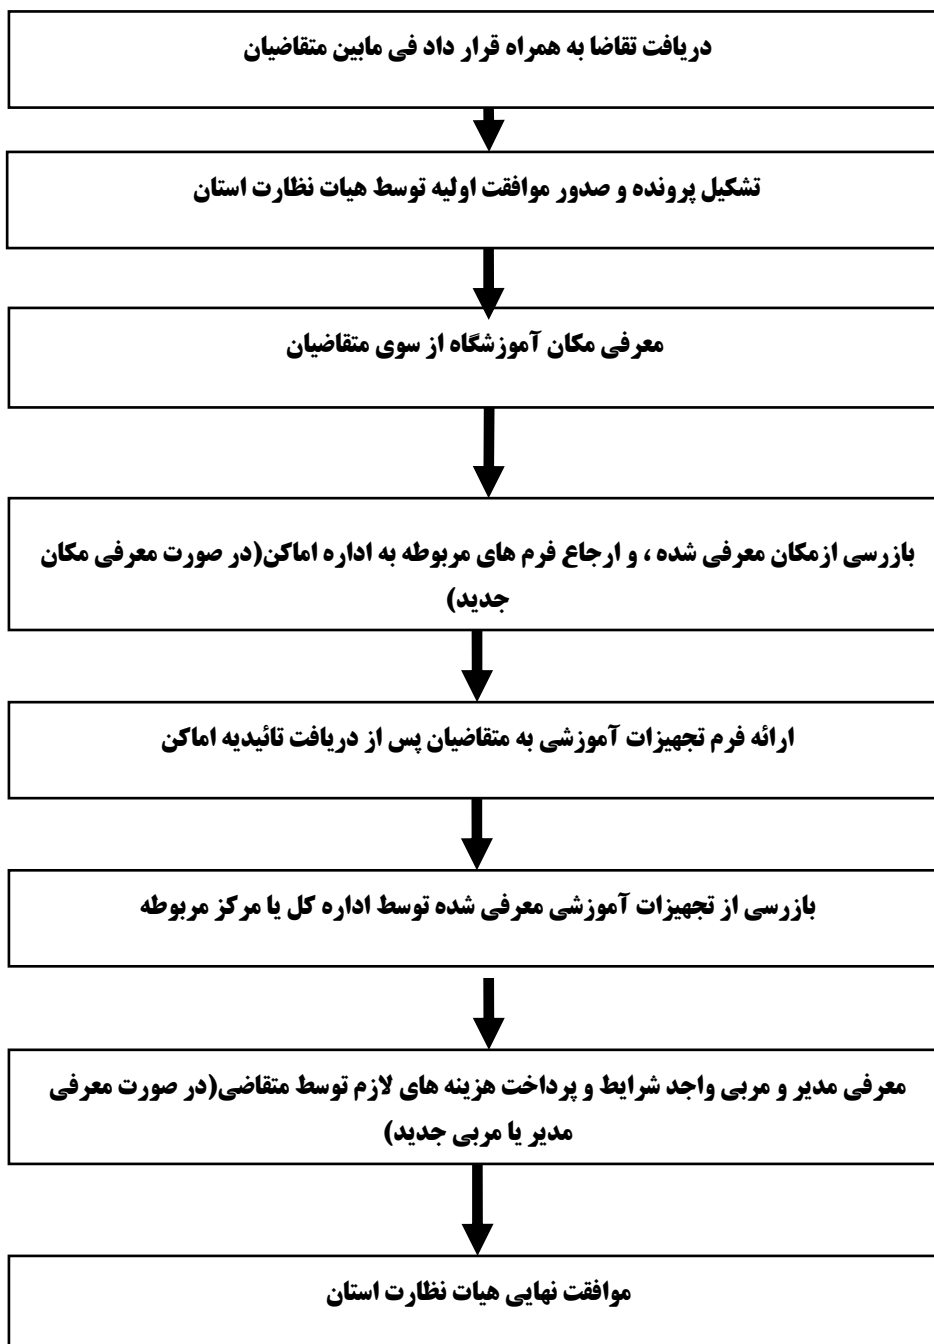 دریافت تقاضا به همراه قرار داد فی مابین متقاضیان
تشکیل پرونده و صدور موافقت اولیه توسط هیات نظارت استان
معرفی مکان آموزشگاه از سوی متقاضیان
بازرسی ازمکان معرفی شده ، و ارجاع فرم های مربوطه به اداره اماکن(در صورت معرفی مکان
جدید)
ارائه فرم تجهیزات آموزشی به متقاضیان پس از دریافت تائیدیه اماکن
بازرسی از تجهیزات آموزشی معرفی شده توسط اداره کل یا مرکز مربوطه
معرفی مدیر و مربی واجد شرایط و پرداخت هزینه های لازم توسط متقاضی(در صورت معرفی
مدیر یا مربی جدید)
موافقت نهایی هیات نظارت استان